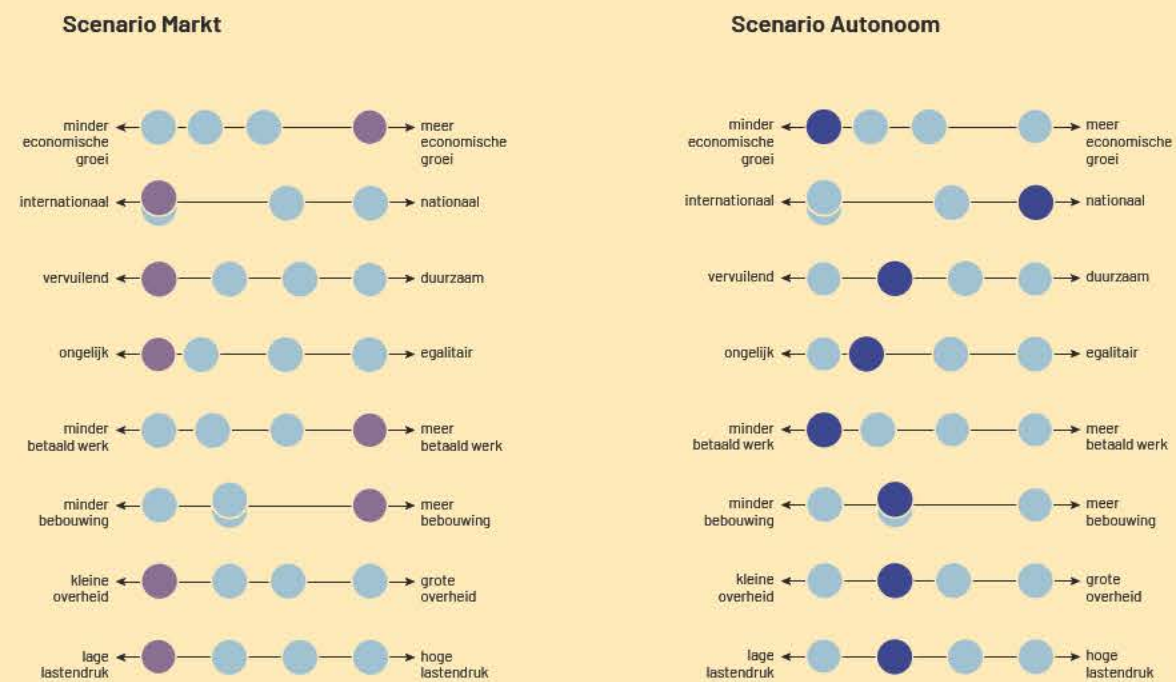 Scenario Markt
minder
economische
groei
meer
economische
groei
internationaal
nationaal
vervuilend
duurzaam
ongelijk
egalitair
minder
betaald werk
meer
betaald werk
minder
bebouwing
meer
bebouwing
kleine
overheid
grote
overheid
lage
lastendruk
hoge
lastendruk
Scenario Autonoom
minder
economische
groei
meer
economische
groei
internationaal
nationaal
vervuilend
duurzaam
ongelijk
egalitair
minder
betaald werk
meer
betaald werk
minder
bebouwing
meer
bebouwing
kleine
overheid
grote
overheid
lage
lastendruk
hoge
lastendruk